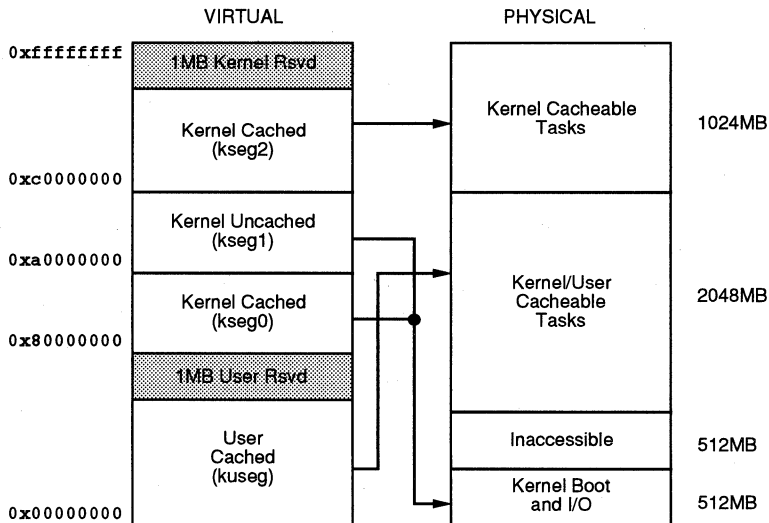 VIRTUAL
PHYSICAL
0xffffffff
1MB Kernel Rsvd
Kernel Cached
(kseg2)
Kernel Cacheable
Tasks
1024MB
0xc0000000
Kernel Uncached
(kseg1)
0xa0000000
Kernel/User
Cacheable
Tasks
2048MB
Kernel Cached
(kseg0)
0x80000000
1MB User Rsvd
User
Cached
(kuseg)
Inaccessible
512MB
Kernel Boot
and I/O
512MB
0x00000000